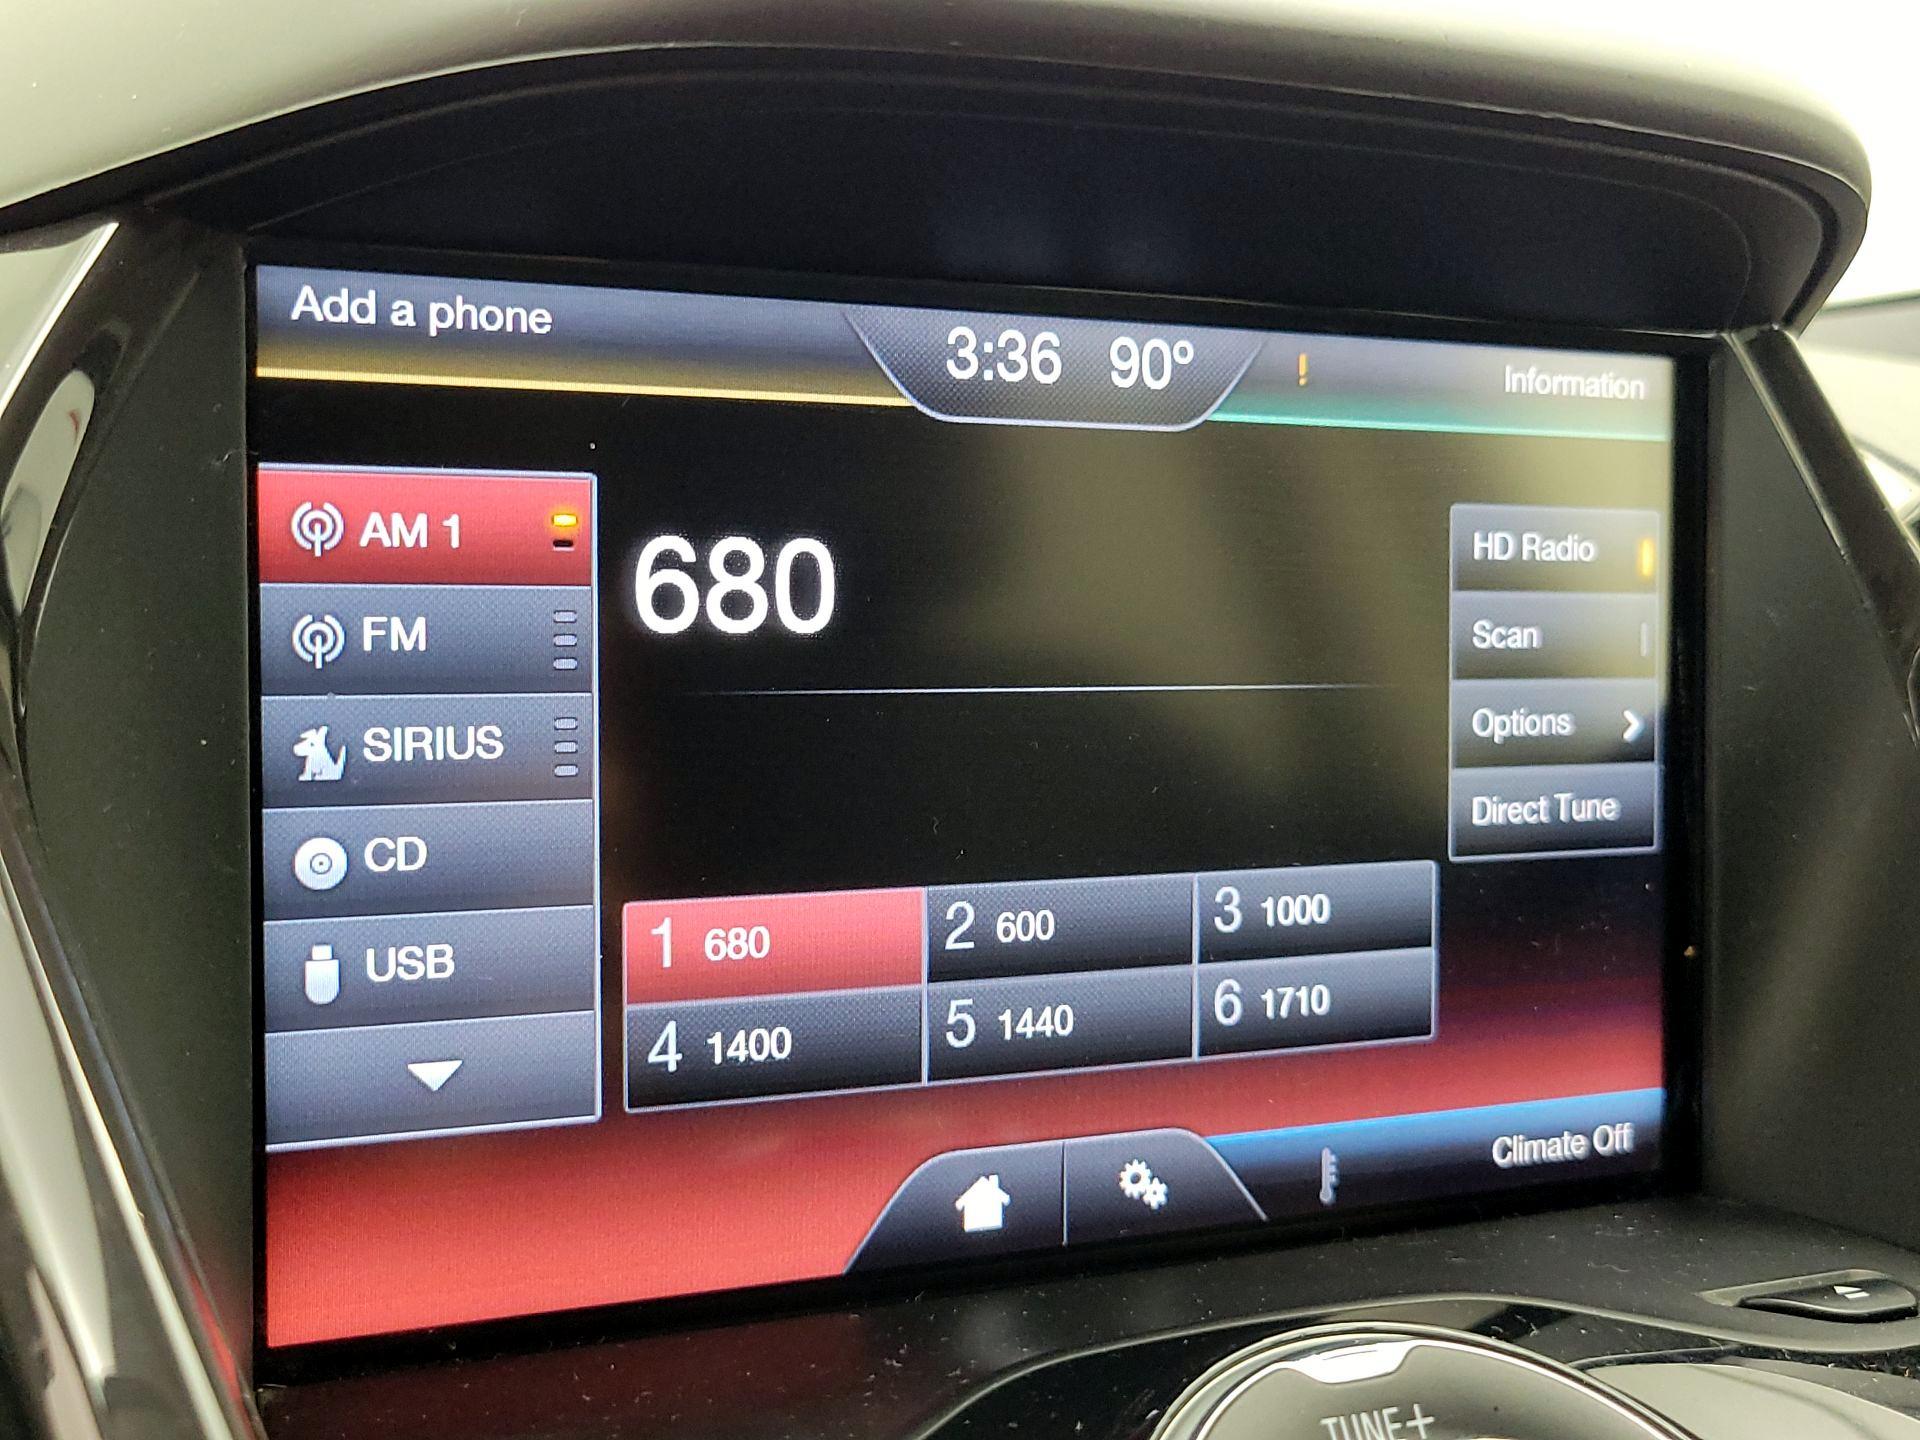 Add a phone
3:36 90°
!
Information
AM 1
FM
SIRIUS
CD
USB
680
HD Radio
Scan
Options
Direct Tune
1 680
2 600
3 1000
4 1400
5 1440
6 1710
Climate Off
TUNE+